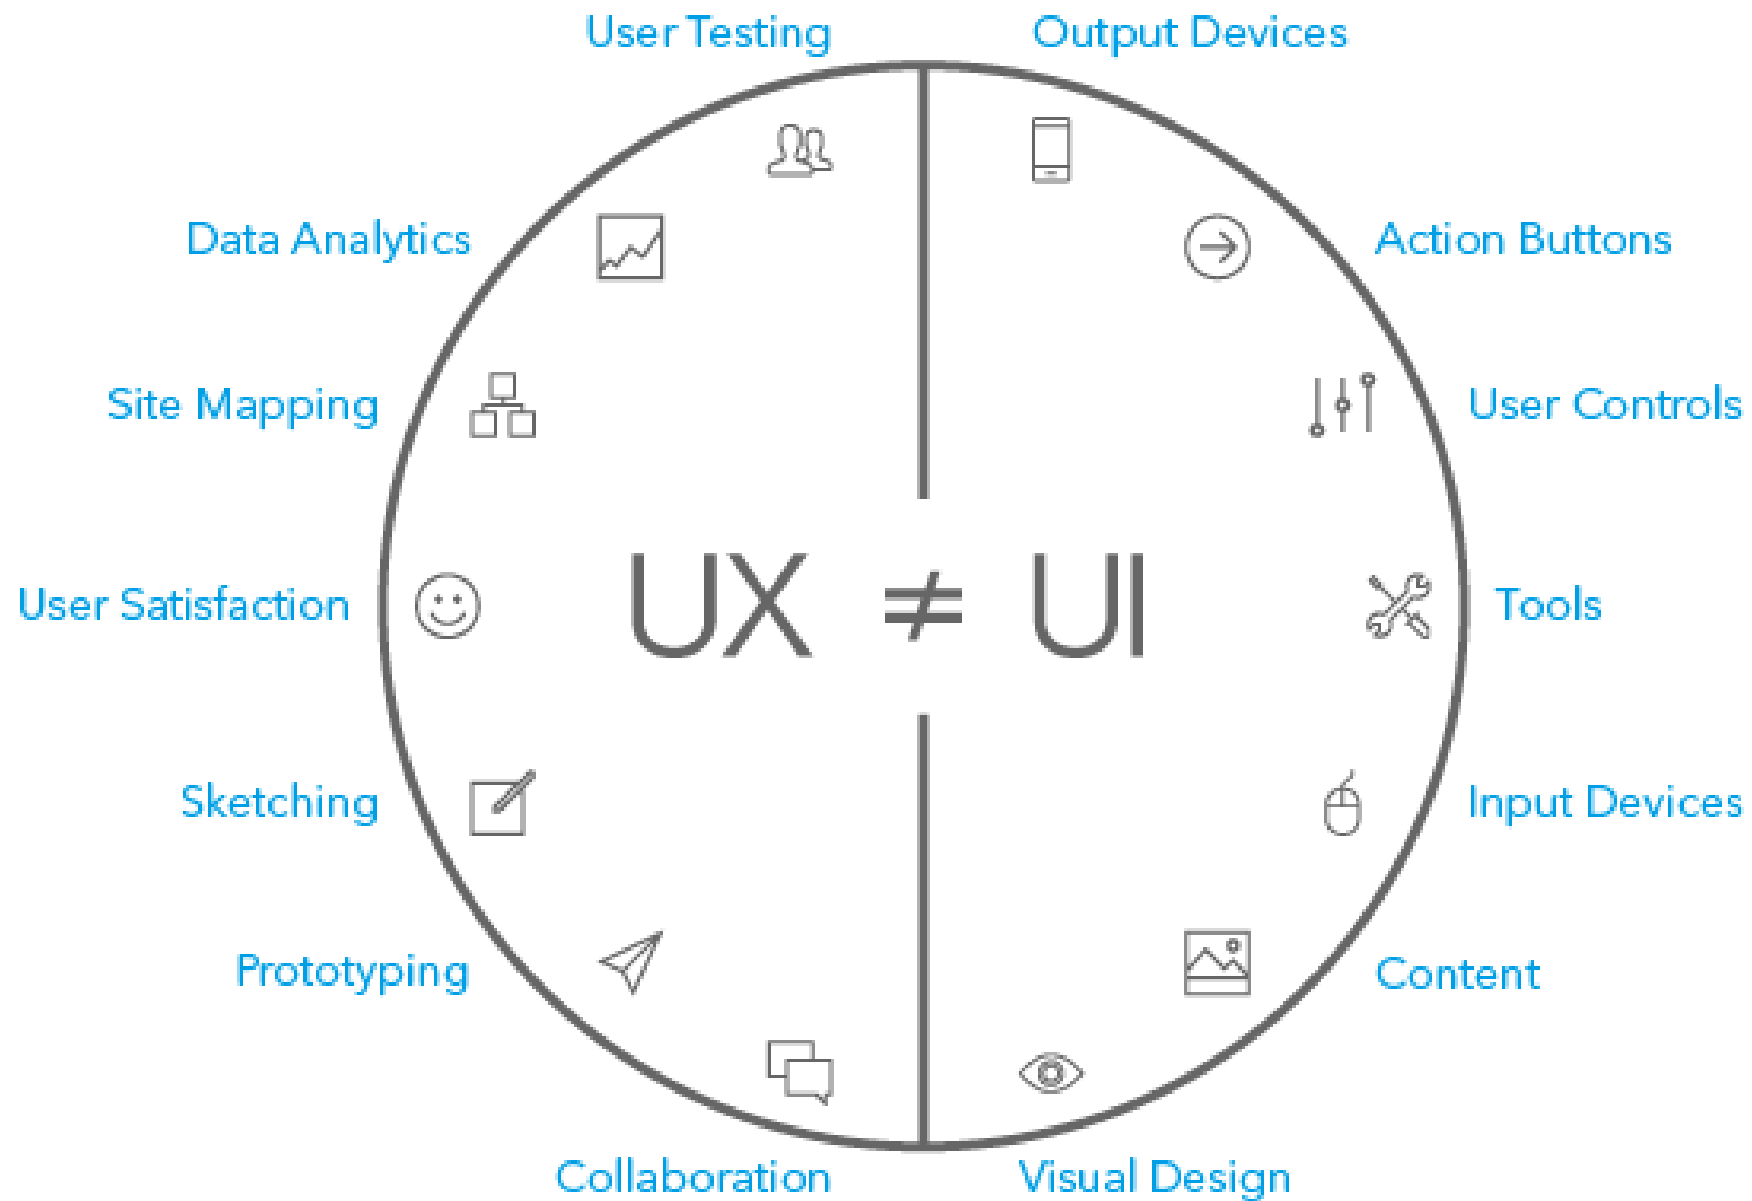 User Testing
Output Devices
Data Analytics
Action Buttons
Site Mapping
User Controls
User Satisfaction
UX ≠ UI
Tools
Sketching
Input Devices
Prototyping
Content
Collaboration
Visual Design